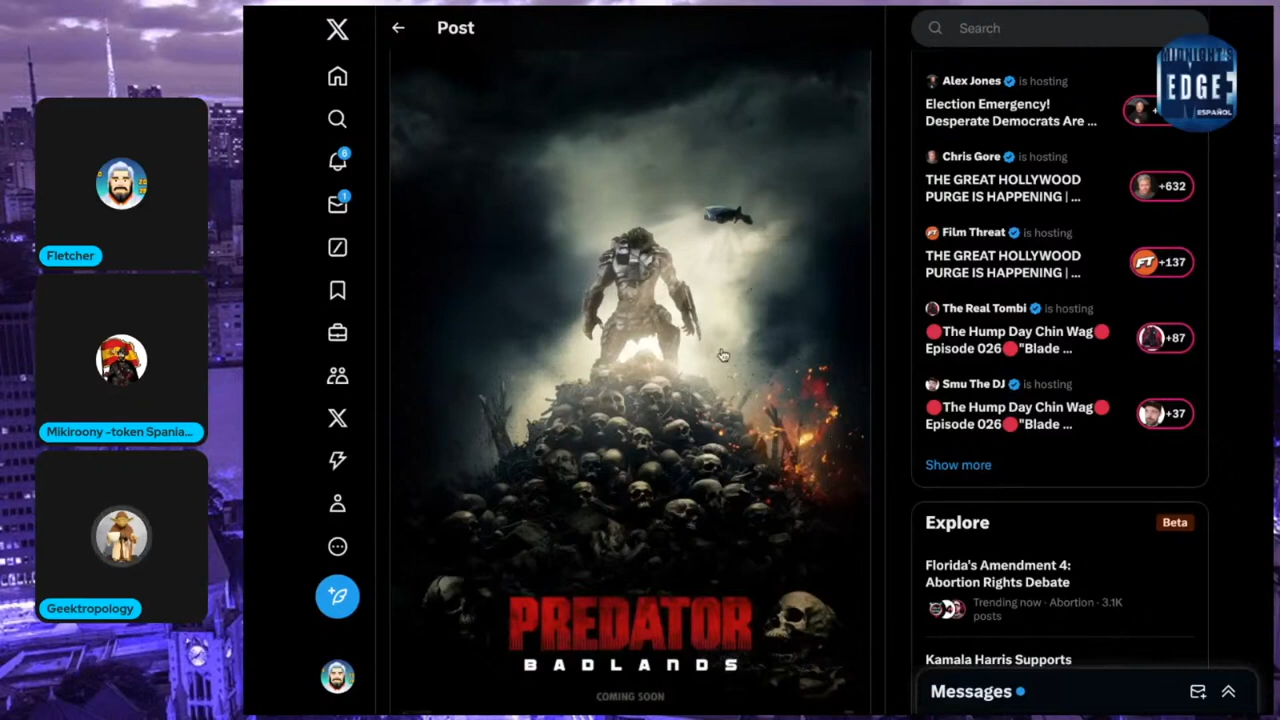 Fletcher
Mikiroony -token Spania...
Geektropology
6
1
Post
PREDATOR
BADLANDS
COMING SOON
Search
MIDNIGHT'S
EDGE
ESPAÑOL
Alex Jones is hosting
Election Emergency!
Desperate Democrats Are ...
Chris Gore is hosting
THE GREAT HOLLYWOOD
PURGE IS HAPPENING | ...
+632
Film Threat is hosting
THE GREAT HOLLYWOOD
PURGE IS HAPPENING | ...
FT +137
The Real Tombi is hosting
🔴The Hump Day Chin Wag🔴
Episode 026🔴"Blade ...
+87
Smu The DJ is hosting
🔴The Hump Day Chin Wag🔴
Episode 026🔴"Blade ...
+37
Show more
Explore
Beta
Florida's Amendment 4:
Abortion Rights Debate
Trending now · Abortion · 3.1K
posts
Kamala Harris Supports
Messages